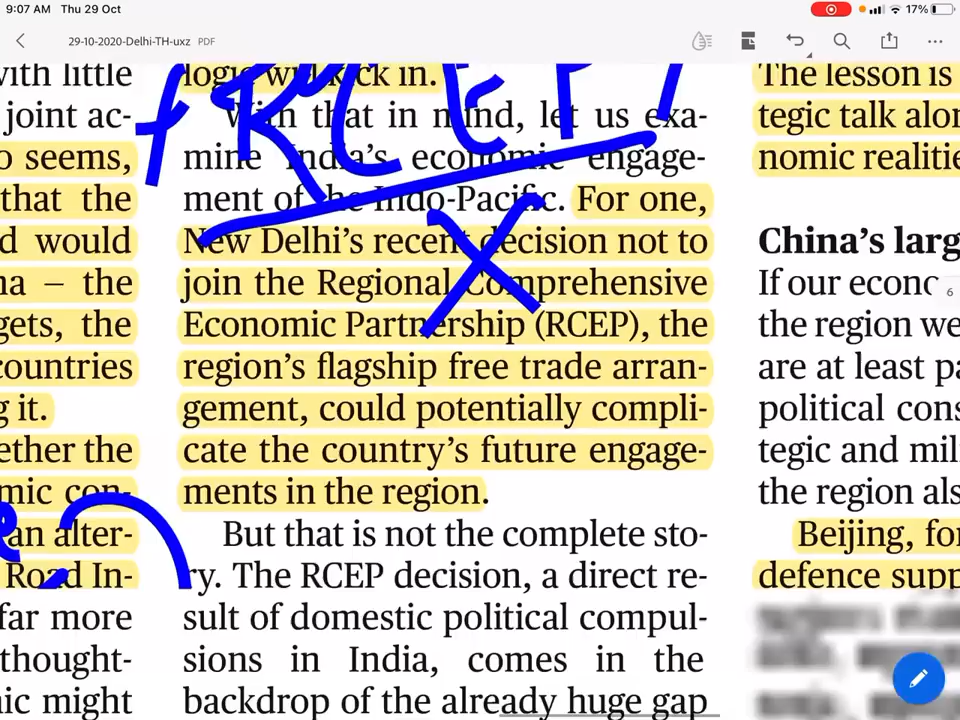 9:07 AM Thu 29 Oct
17%
29-10-2020-Delhi-TH-uxz PDF
with little
joint ac-
o seems,
that the
d would
na – the
gets, the
countries
g it.
ether the
mic con-
an alter-
Road In-
far more
thought-
ic might
RCEP
logic will kick in.
With that in mind, let us exa-
mine India's economic engage-
ment of the Indo-Pacific. For one,
New Delhi's recent decision not to
join the Regional Comprehensive
Economic Partnership (RCEP), the
region's flagship free trade arran-
gement, could potentially compli-
cate the country's future engage-
ments in the region.
But that is not the complete sto-
ry. The RCEP decision, a direct re-
sult of domestic political compul-
sions in India, comes in the
backdrop of the already huge gap
The lesson is
tegic talk alon
nomic realitie
China's larg
If our econo
6
the region we
are at least pa
political cons
tegic and mil
the region als
Beijing, for
defence supp